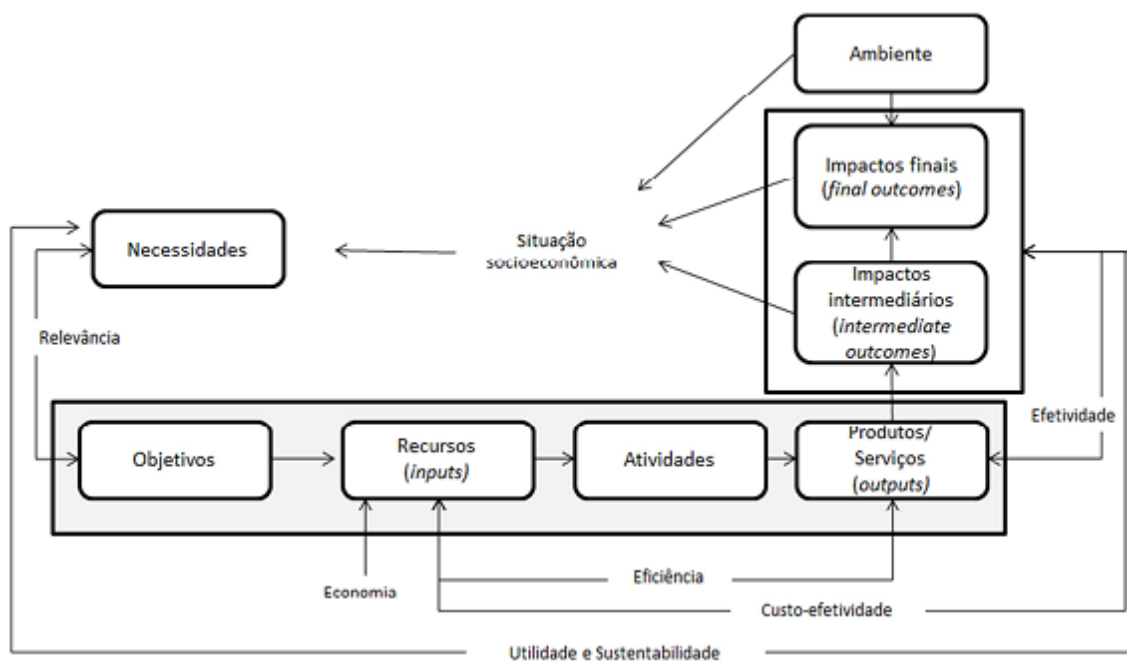 Ambiente
Impactos finais
(final outcomes)
Necessidades
Situação
socioeconômica
Impactos
intermediários
(intermediate
outcomes)
Relevância
Efetividade
Objetivos
Recursos
(inputs)
Atividades
Produtos/
Serviços
(outputs)
Economia
Eficiência
Custo-efetividade
Utilidade e Sustentabilidade